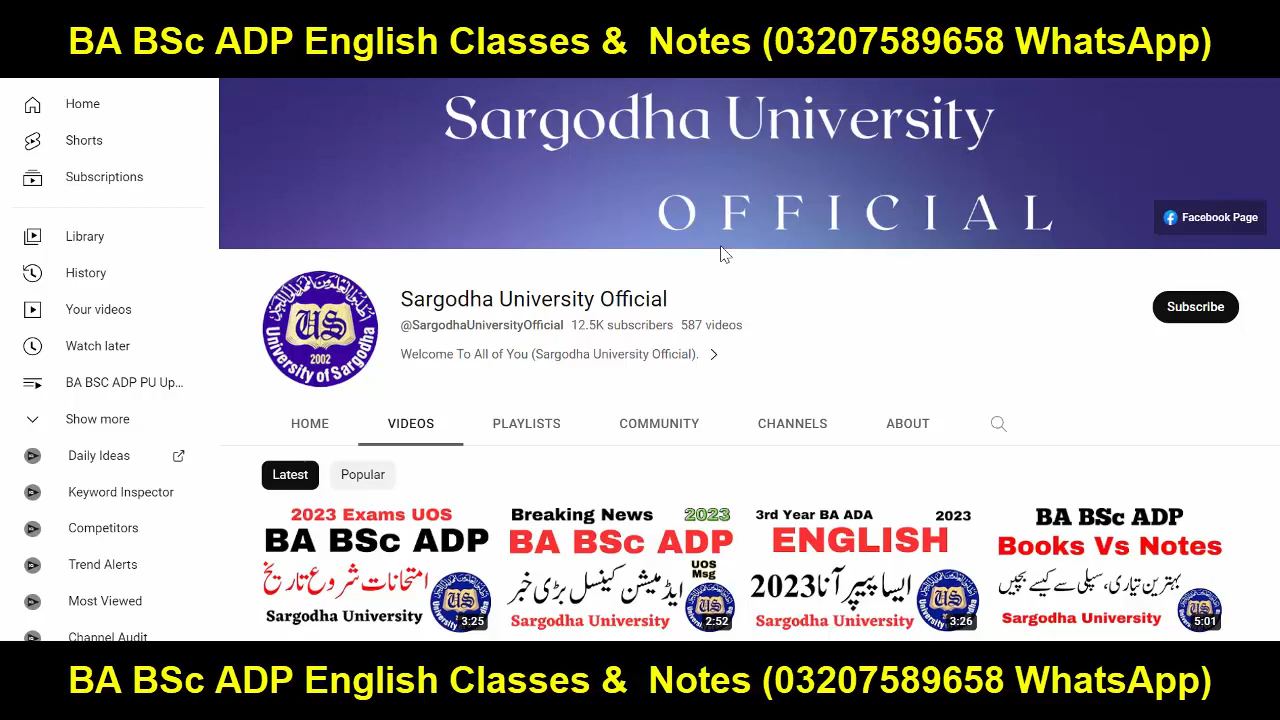 BA BSc ADP English Classes & Notes (03207589658 WhatsApp)
Home
Shorts
Subscriptions
Library
History
Your videos
Watch later
BA BSC ADP PU Up...
Show more
Daily Ideas
Keyword Inspector
Competitors
Trend Alerts
Most Viewed
Channel Audit
Sargodha University
OFFICIAL
Facebook Page
US
2002
University of Sargodha
Sargodha University Official
@SargodhaUniversityOfficial 12.5K subscribers 587 videos
Welcome To All of You (Sargodha University Official).
Subscribe
HOME VIDEOS PLAYLISTS COMMUNITY CHANNELS ABOUT
Latest Popular
2023 Exams UOS
BA BSc ADP
امتحانات شروع تاریخ
Sargodha University
3:25
Breaking News 2023
BA BSc ADP
UOS
Msg
ایڈمیشن کینسل بڑی خبر
Sargodha University
2:52
3rd Year BA ADA 2023
ENGLISH
ایسا پیپر آنا 2023
Sargodha University
3:26
BA BSc ADP
Books Vs Notes
بہترین تیاری، سپلی سے کیسے بچیں
Sargodha University
5:01
BA BSc ADP English Classes & Notes (03207589658 WhatsApp)